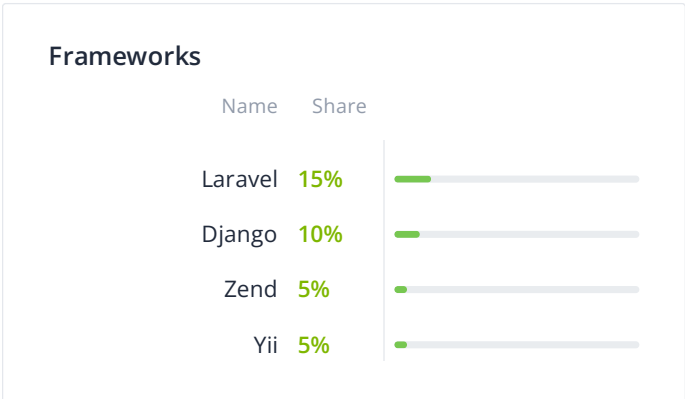 Frameworks
Name Share
Laravel 15%
Django 10%
Zend 5%
Yii 5%